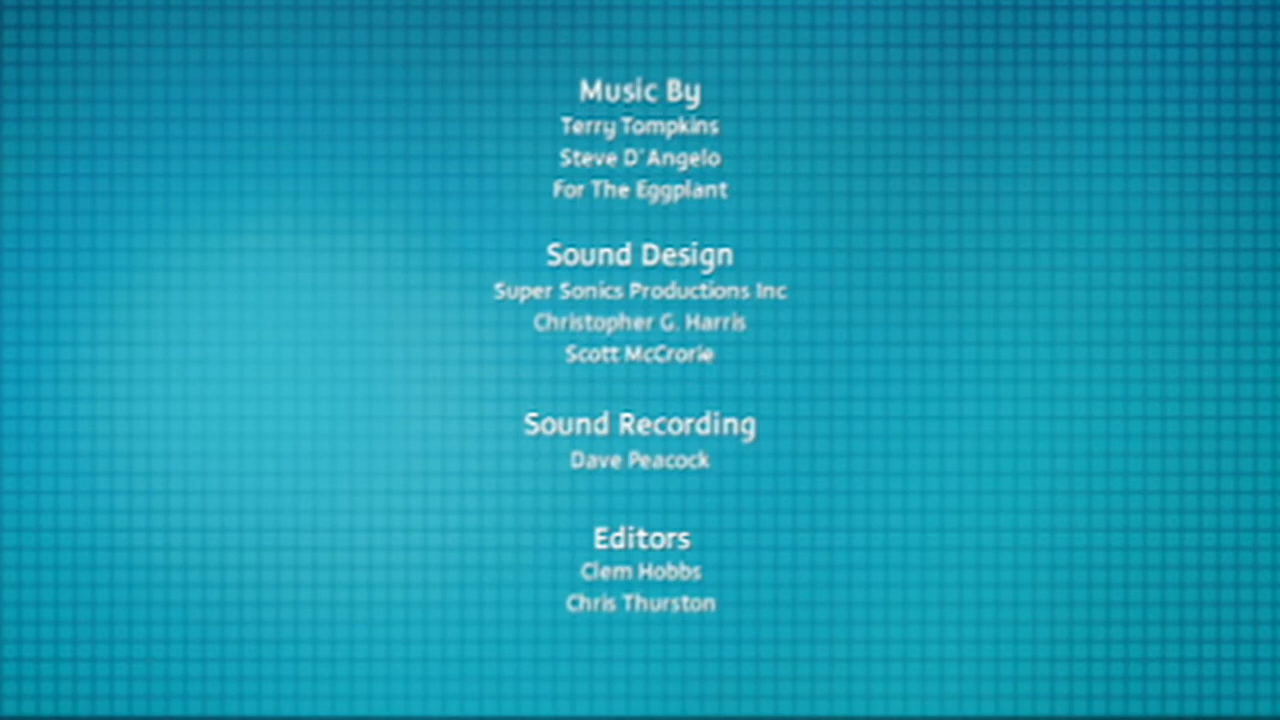 Music By
Terry Tompkins
Steve D'Angelo
For The Eggplant
Sound Design
Super Sonics Productions Inc
Christopher G. Harris
Scott McCrorie
Sound Recording
Dave Peacock
Editors
Clem Hobbs
Chris Thurston